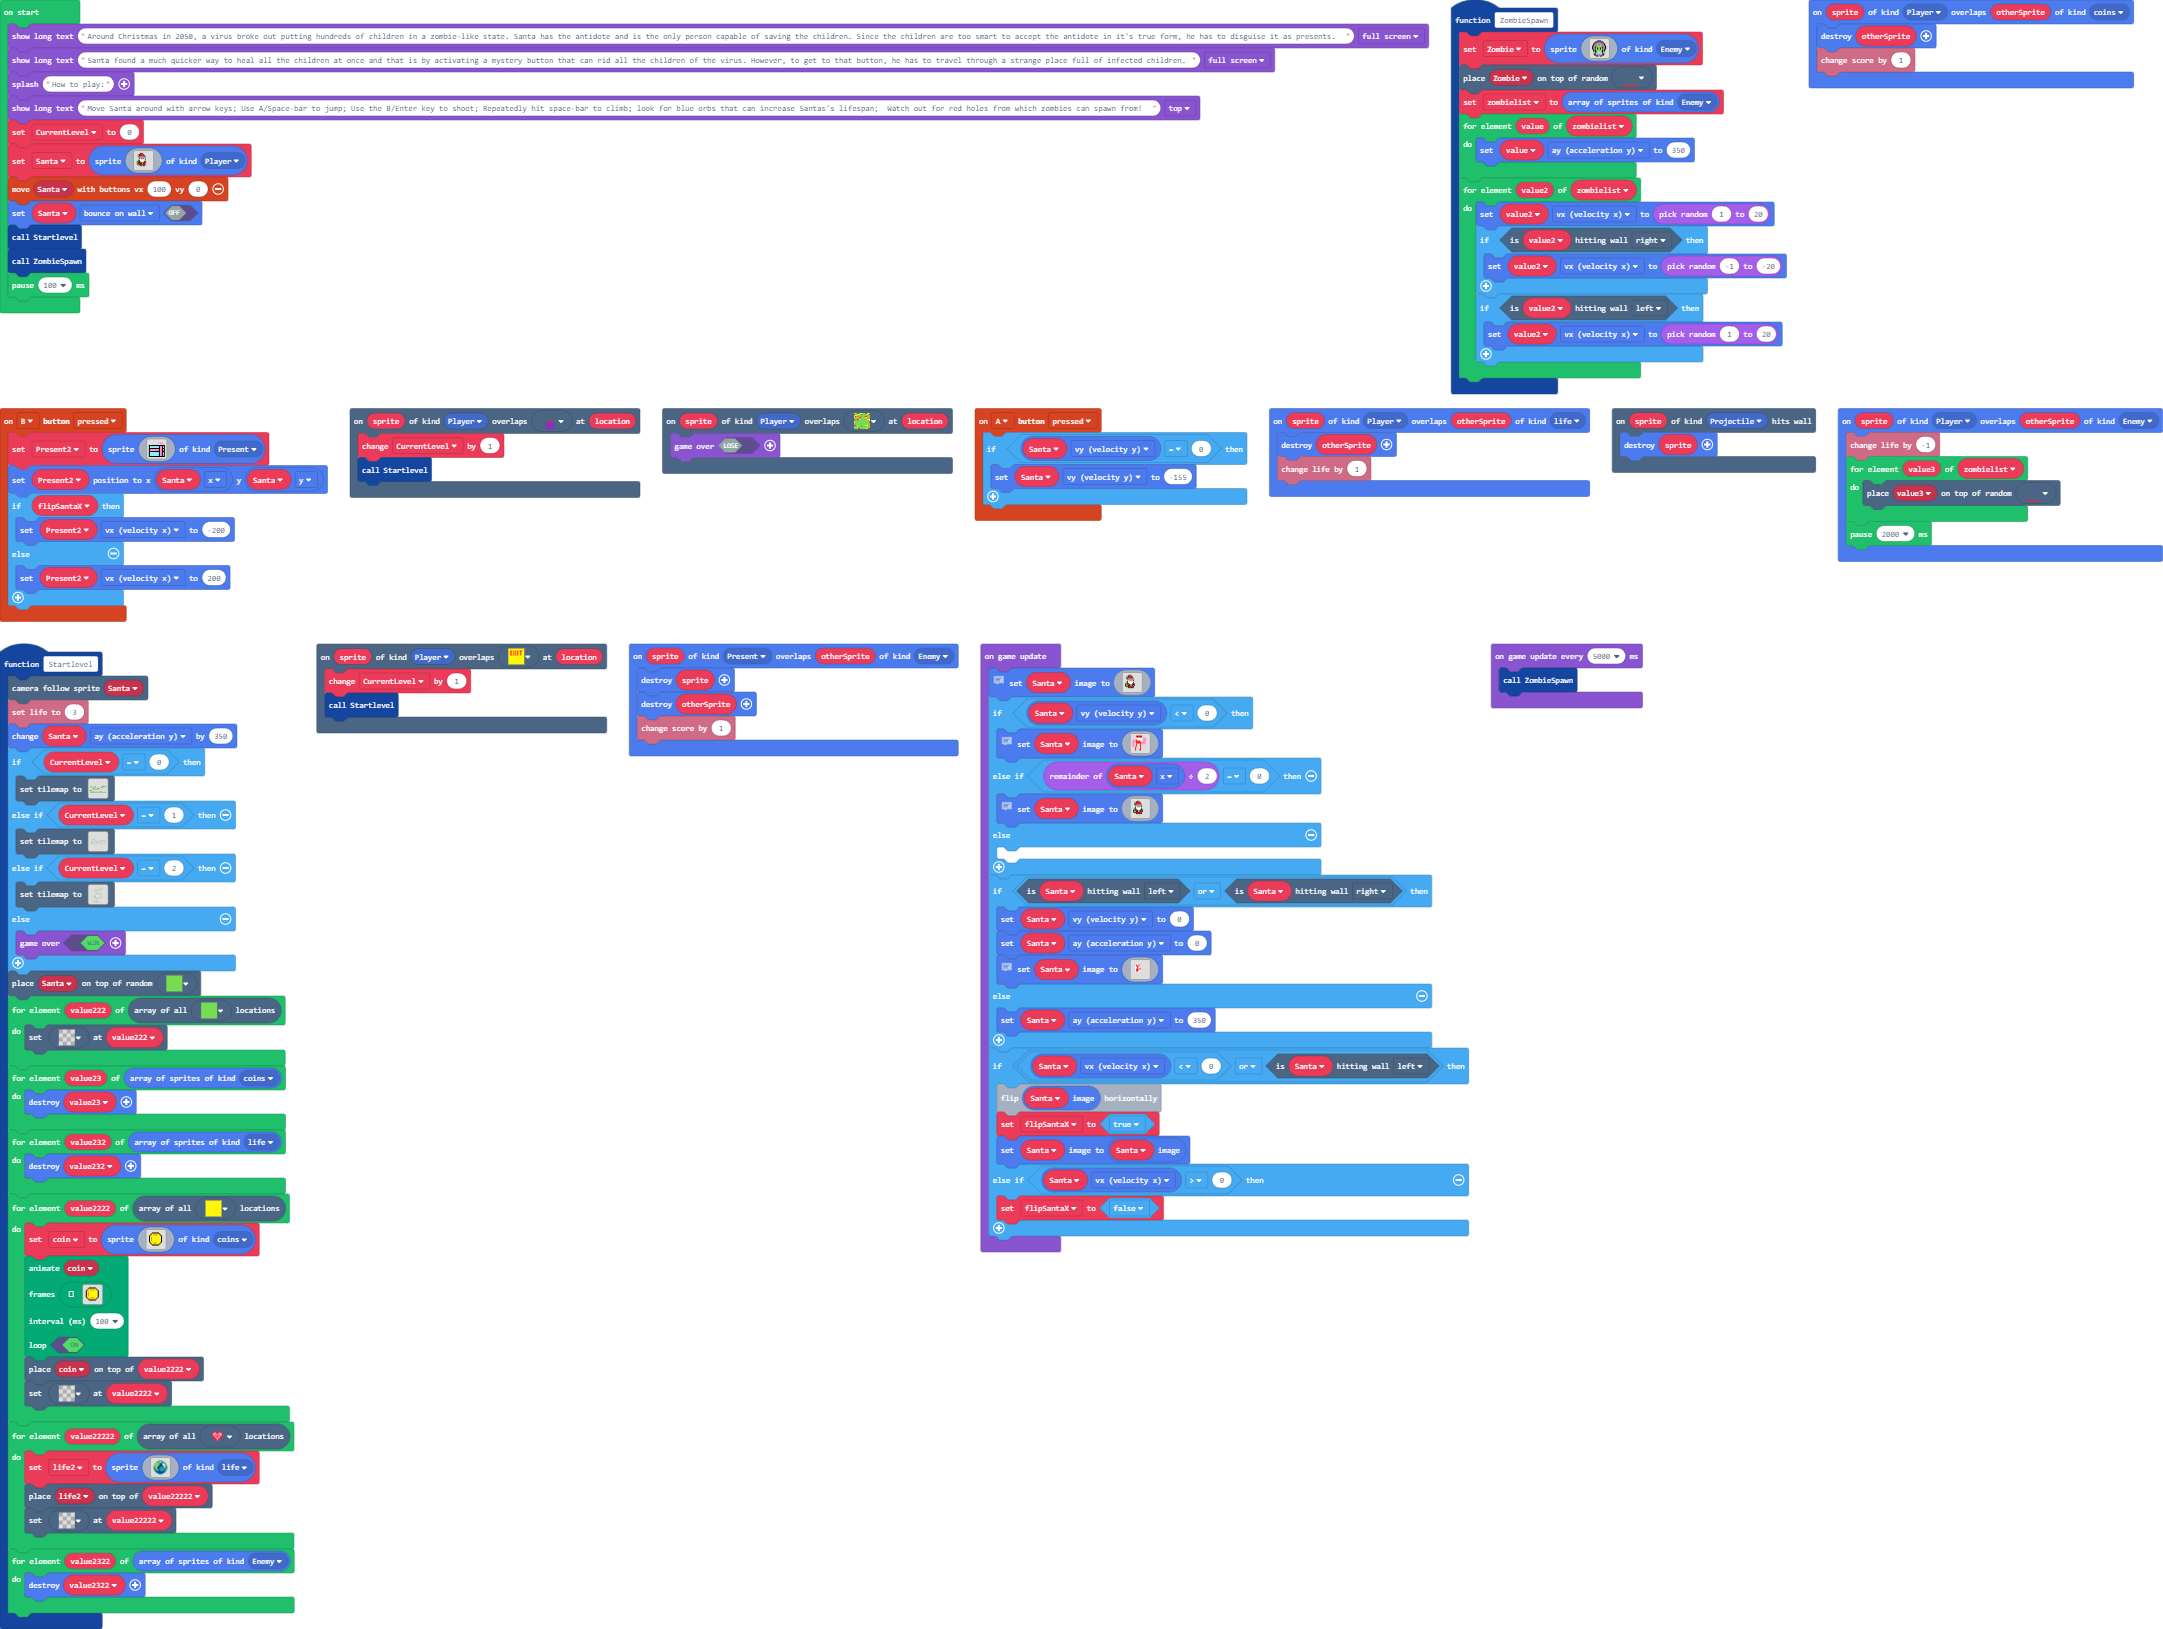 on start
show long text "Around Christmas in 2050, a virus broke out putting hundreds of children in a zombie-like state. Santa has the antidote and is the only person capable of saving the children. Since the children are too smart to accept the antidote in it's true form, he has to disguise it as presents. " full screen
show long text "Santa found a much quicker way to heal all the children at once and that is by activating a mystery button that can rid all the children of the virus. However, to get to that button, he has to travel through a strange place full of infected children. " full screen
splash "How to play:"
show long text "Move Santa around with arrow keys; Use A/Space-bar to jump; Use the B/Enter key to shoot; Repeatedly hit space-bar to climb; look for blue orbs that can increase Santas's lifespan;  Watch out for red holes from which zombies can spawn from!  " top
set CurrentLevel to 0
set Santa to sprite of kind Player
move Santa with buttons vx 100 vy 0
set Santa bounce on wall OFF
call Startlevel
call ZombieSpawn
pause 100 ms
function ZombieSpawn
set Zombie to sprite of kind Enemy
place Zombie on top of random
set zombielist to array of sprites of kind Enemy
for element value of zombielist
do set value ay (acceleration y) to 350
for element value2 of zombielist
do set value2 vx (velocity x) to pick random 1 to 20
if is value2 hitting wall right then
set value2 vx (velocity x) to pick random -1 to -20
if is value2 hitting wall left then
set value2 vx (velocity x) to pick random 1 to 20
on sprite of kind Player overlaps otherSprite of kind coins
destroy otherSprite
change score by 1
on B button pressed
set Present2 to sprite of kind Present
set Present2 position to x Santa x y Santa y
if flipSantaX then
set Present2 vx (velocity x) to -200
else
set Present2 vx (velocity x) to 200
on sprite of kind Player overlaps at location
change CurrentLevel by 1
call Startlevel
on sprite of kind Player overlaps at location
game over LOSE
on A button pressed
if Santa vy (velocity y) = 0 then
set Santa vy (velocity y) to -155
on sprite of kind Player overlaps otherSprite of kind life
destroy otherSprite
change life by 1
on sprite of kind Projectile hits wall
destroy sprite
on sprite of kind Player overlaps otherSprite of kind Enemy
change life by -1
for element value3 of zombielist
do place value3 on top of random
pause 2000 ms
function Startlevel
camera follow sprite Santa
set life to 3
change Santa ay (acceleration y) by 350
if CurrentLevel = 0 then
set tilemap to
else if CurrentLevel = 1 then
set tilemap to
else if CurrentLevel = 2 then
set tilemap to
else
game over WIN
place Santa on top of random
for element value222 of array of all locations
do set at value222
for element value23 of array of sprites of kind coins
do destroy value23
for element value232 of array of sprites of kind life
do destroy value232
for element value2222 of array of all locations
do set coin to sprite of kind coins
animate coin
frames
interval (ms) 100
loop ON
place coin on top of value2222
set at value2222
for element value22222 of array of all locations
do set life2 to sprite of kind life
place life2 on top of value22222
set at value22222
for element value2322 of array of sprites of kind Enemy
do destroy value2322
on sprite of kind Player overlaps EXIT at location
change CurrentLevel by 1
call Startlevel
on sprite of kind Present overlaps otherSprite of kind Enemy
destroy sprite
destroy otherSprite
change score by 1
on game update
set Santa image to
if Santa vy (velocity y) < 0 then
set Santa image to
else if remainder of Santa x ÷ 2 = 0 then
set Santa image to
else
if is Santa hitting wall left or is Santa hitting wall right then
set Santa vy (velocity y) to 0
set Santa ay (acceleration y) to 0
set Santa image to
else
set Santa ay (acceleration y) to 350
if Santa vx (velocity x) < 0 or is Santa hitting wall left then
flip Santa image horizontally
set flipSantaX to true
set Santa image to Santa image
else if Santa vx (velocity x) > 0 then
set flipSantaX to false
on game update every 5000 ms
call ZombieSpawn